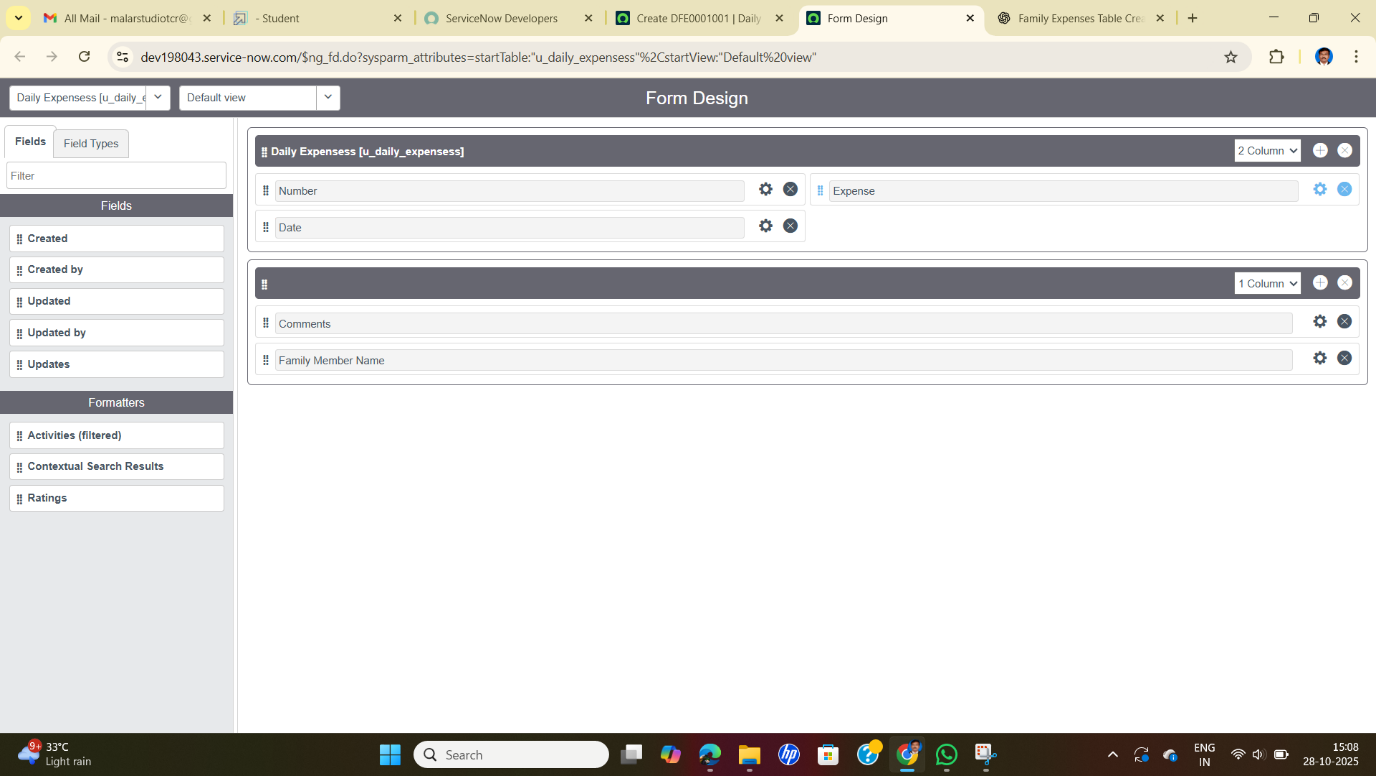 All Mail - malarstudiotcr@
- Student
ServiceNow Developers
Create DFE0001001 | Daily
Form Design
Family Expenses Table Cre
dev198043.service-now.com/$ng_fd.do?sysparm_attributes=startTable:"u_daily_expensess"%2CstartView:"Default%20view"
Daily Expensess [u_daily_e
Default view
Form Design
Fields
Field Types
Filter
Fields
Created
Created by
Updated
Updated by
Updates
Formatters
Activities (filtered)
Contextual Search Results
Ratings
Daily Expensess [u_daily_expensess]
2 Column
Number
Expense
Date
1 Column
Comments
Family Member Name
9+
33°C
Light rain
Search
ENG
IN
15:08
28-10-2025